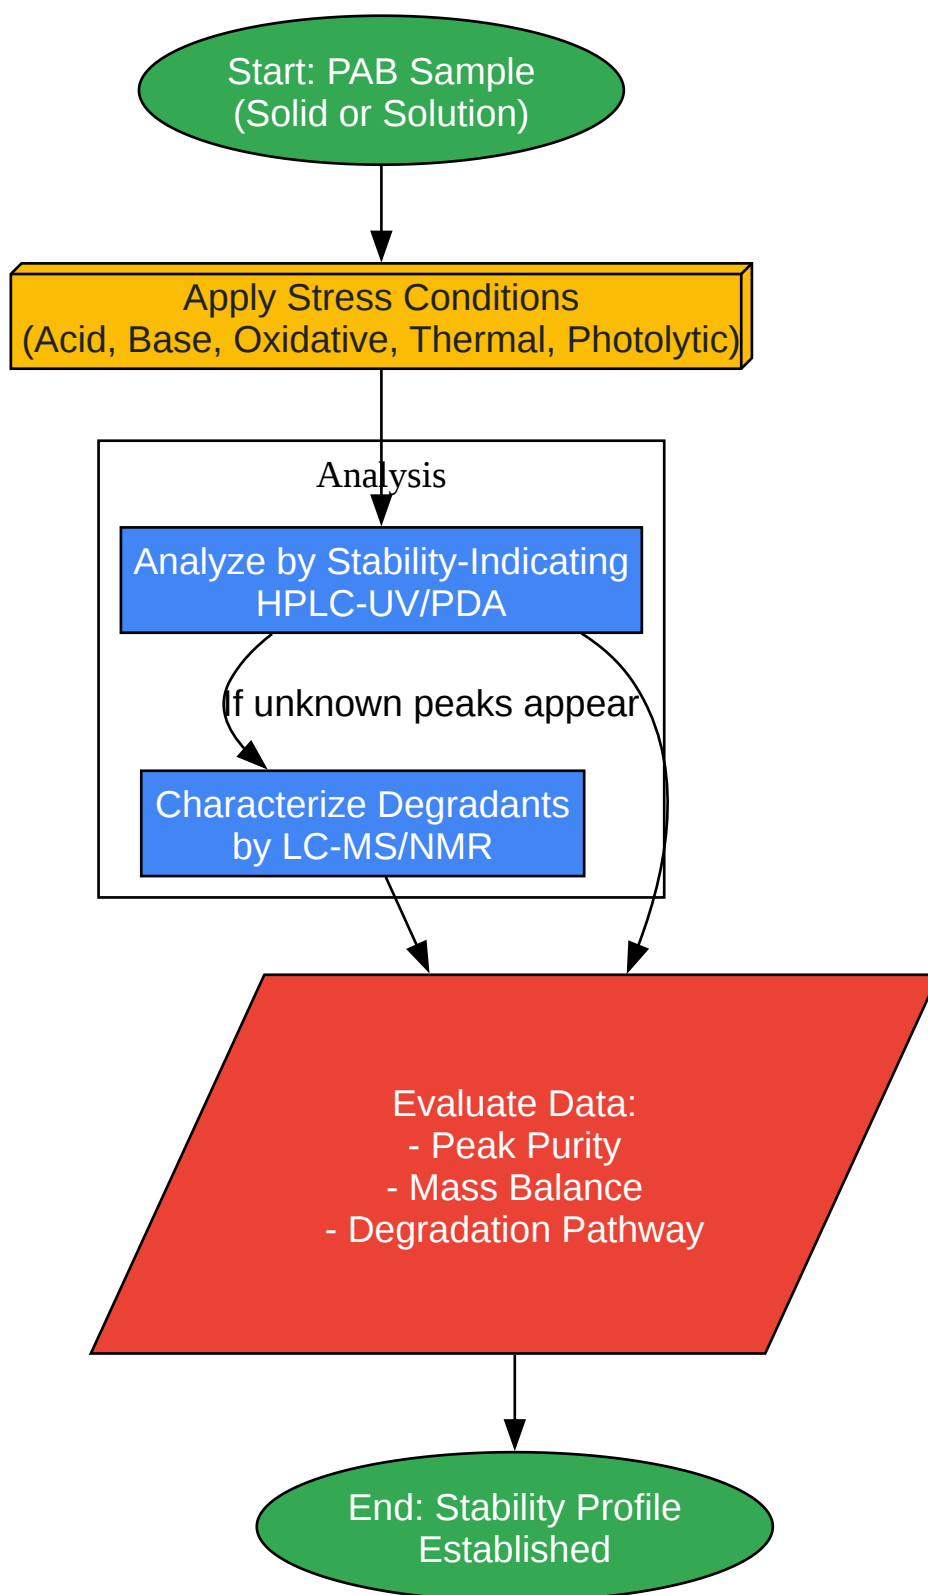 Start: PAB Sample
(Solid or Solution)
Apply Stress Conditions
(Acid, Base, Oxidative, Thermal, Photolytic)
Analysis
Analyze by Stability-Indicating
HPLC-UV/PDA
If unknown peaks appear
Characterize Degradants
by LC-MS/NMR
Evaluate Data:
- Peak Purity
- Mass Balance
- Degradation Pathway
End: Stability Profile
Established